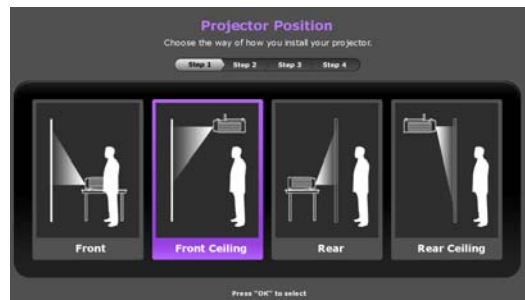 Projector Position
Choose the way of how you install your projector.
Step 1 Step 2 Step 3 Step 4
Front Front Ceiling Rear Rear Ceiling
Press "OK" to select